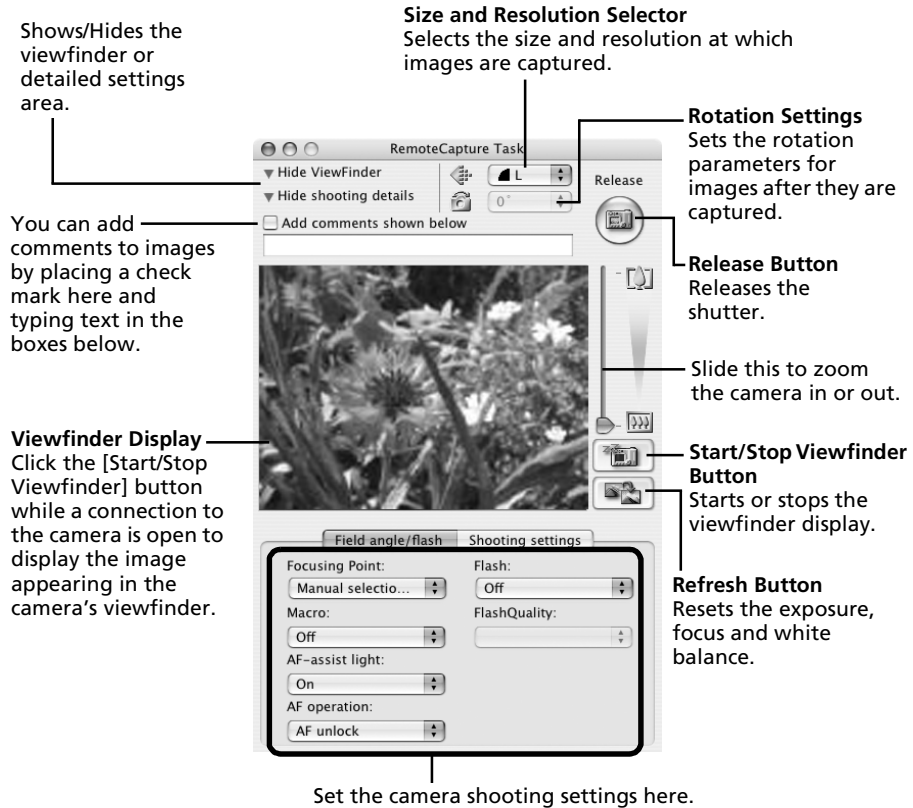 Size and Resolution Selector
Selects the size and resolution at which
images are captured.
Shows/Hides the
viewfinder or
detailed settings
area.
Rotation Settings
Sets the rotation
parameters for
images after they are
captured.
RemoteCapture Task
Hide ViewFinder
L
Release
Hide shooting details
0°
Add comments shown below
You can add
comments to images
by placing a check
mark here and
typing text in the
boxes below.
Release Button
Releases the
shutter.
Slide this to zoom
the camera in or out.
Viewfinder Display
Click the [Start/Stop
Viewfinder] button
while a connection to
the camera is open to
display the image
appearing in the
camera's viewfinder.
Start/Stop Viewfinder
Button
Starts or stops the
viewfinder display.
Refresh Button
Resets the exposure,
focus and white
balance.
Field angle/flash
Shooting settings
Focusing Point:
Manual selectio...
Macro:
Off
AF-assist light:
On
AF operation:
AF unlock
Flash:
Off
FlashQuality:
Set the camera shooting settings here.